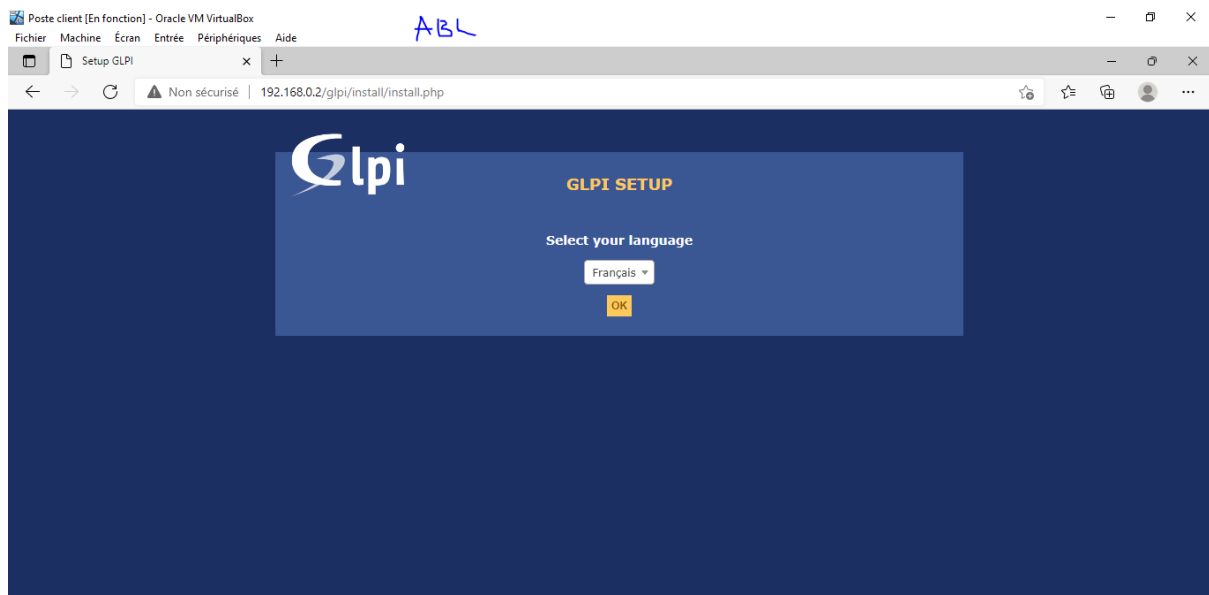 Poste client [En fonction] - Oracle VM VirtualBox
ABL
Fichier Machine Écran Entrée Périphériques Aide
Setup GLPI
Non sécurisé | 192.168.0.2/glpi/install/install.php
Glpi
GLPI SETUP
Select your language
Français
OK